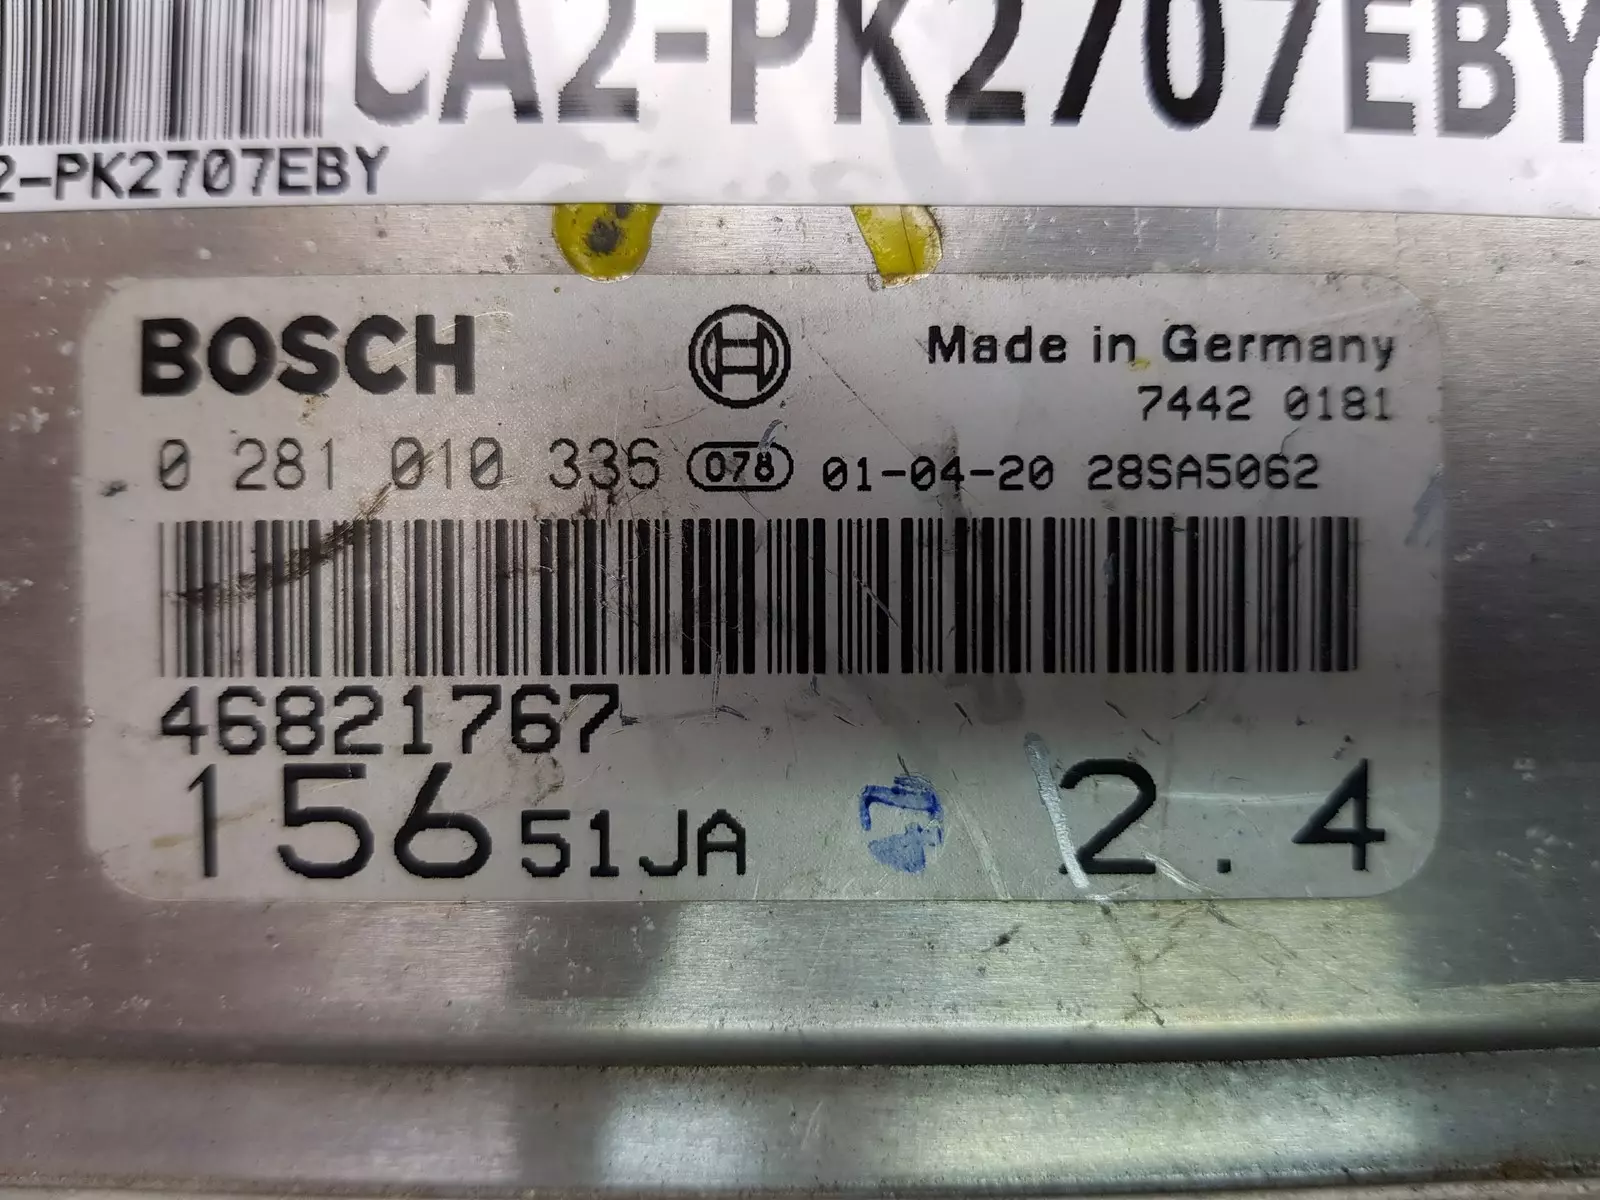 CA2-PK2707EBY
2-PK2707EBY
BOSCH
Made in Germany
7442 0181
0 281 010 336 078 01-04-20 28SA5062
46821767
156 51JA 2.4